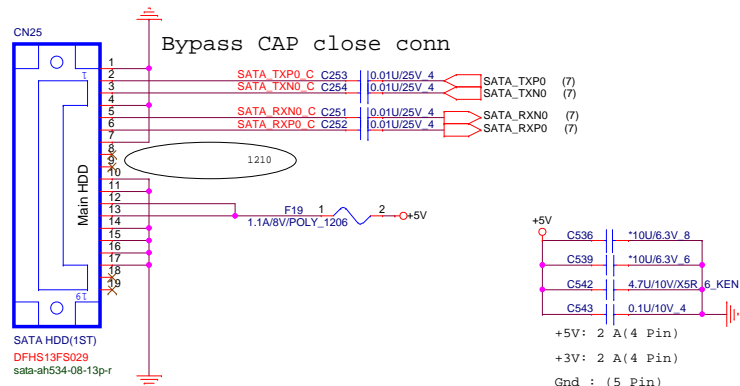 CN25
Bypass CAP close conn
1
2
3
4
5
6
7
8
9
10
11
12
13
14
15
16
17
18
19
1
19
Main HDD
SATA_TXP0_C C253 0.01U/25V_4 SATA_TXP0 (7)
SATA_TXN0_C C254 0.01U/25V_4 SATA_TXN0 (7)
SATA_RXN0_C C251 0.01U/25V_4 SATA_RXN0 (7)
SATA_RXP0_C C252 0.01U/25V_4 SATA_RXP0 (7)
1210
F19 1 2 +5V
1.1A/8V/POLY_1206
SATA HDD(1ST)
DFHS13FS029
sata-ah534-08-13p-r
+5V
C536 *10U/6.3V_8
C539 *10U/6.3V_6
C542 4.7U/10V/X5R_6_KEN
C543 0.1U/10V_4
+5V: 2 A(4 Pin)
+3V: 2 A(4 Pin)
Gnd : (5 Pin)